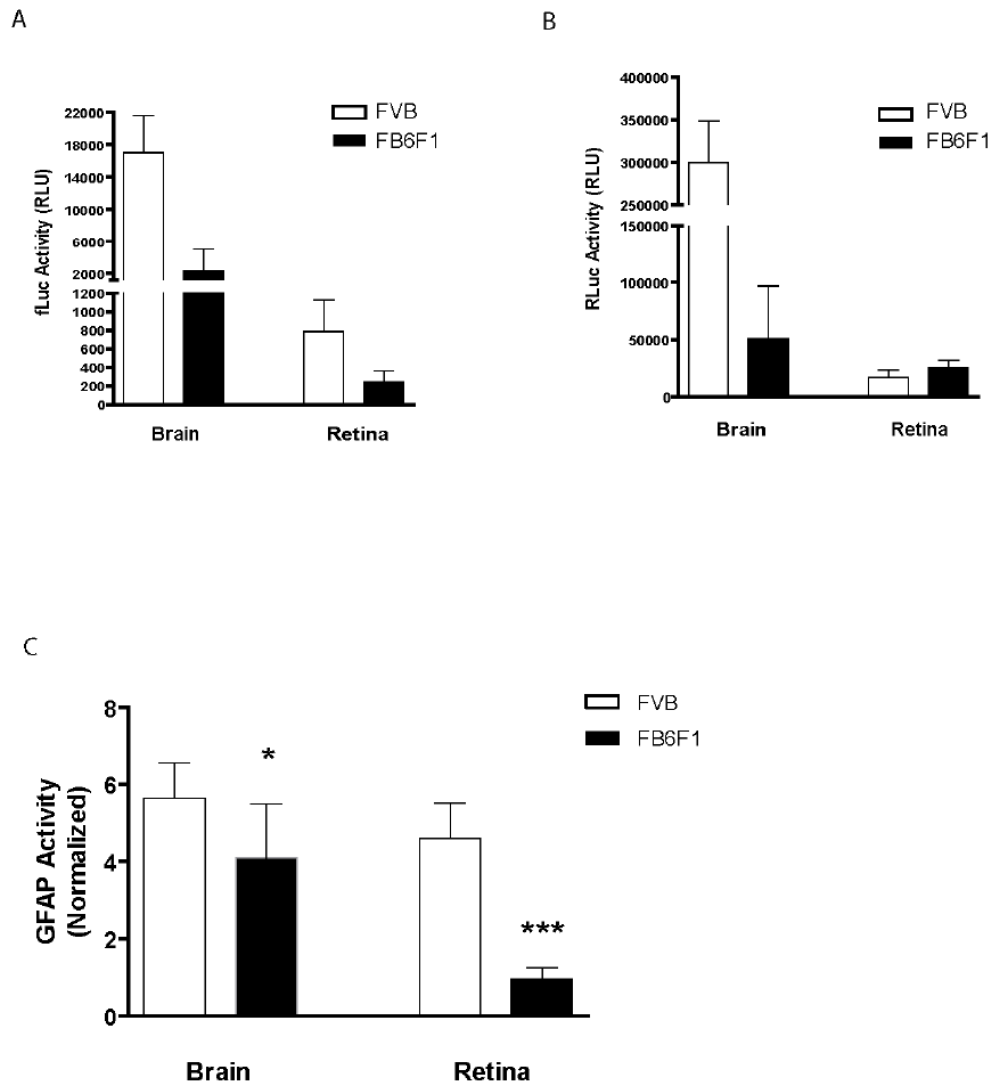 A
fLuc Activity (RLU)
22000
18000
14000
10000
6000
2000
1200
1000
800
600
400
200
0
FVB
FB6F1
Brain Retina
B
RLuc Activity (RLU)
400000
350000
300000
250000
150000
100000
50000
0
FVB
FB6F1
Brain Retina
C
GFAP Activity
(Normalized)
8
6
4
2
0
*
***
FVB
FB6F1
Brain Retina